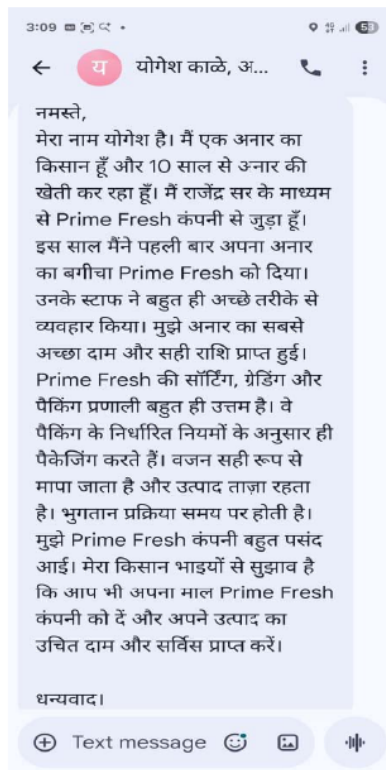 3:09
53
य योगेश काळे, अ...
नमस्ते,
मेरा नाम योगेश है। मैं एक अनार का
किसान हूँ और 10 साल से अनार की
खेती कर रहा हूँ। मैं राजेंद्र सर के माध्यम
से Prime Fresh कंपनी से जुड़ा हूँ।
इस साल मैंने पहली बार अपना अनार
का बगीचा Prime Fresh को दिया।
उनके स्टाफ ने बहुत ही अच्छे तरीके से
व्यवहार किया। मुझे अनार का सबसे
अच्छा दाम और सही राशि प्राप्त हुई।
Prime Fresh की सॉर्टिंग, ग्रेडिंग और
पैकिंग प्रणाली बहुत ही उत्तम है। वे
पैकिंग के निर्धारित नियमों के अनुसार ही
पैकेजिंग करते हैं। वजन सही रूप से
मापा जाता है और उत्पाद ताज़ा रहता
है। भुगतान प्रक्रिया समय पर होती है।
मुझे Prime Fresh कंपनी बहुत पसंद
आई। मेरा किसान भाइयों से सुझाव है
कि आप भी अपना माल Prime Fresh
कंपनी को दें और अपने उत्पाद का
उचित दाम और सर्विस प्राप्त करें।
धन्यवाद।
Text message